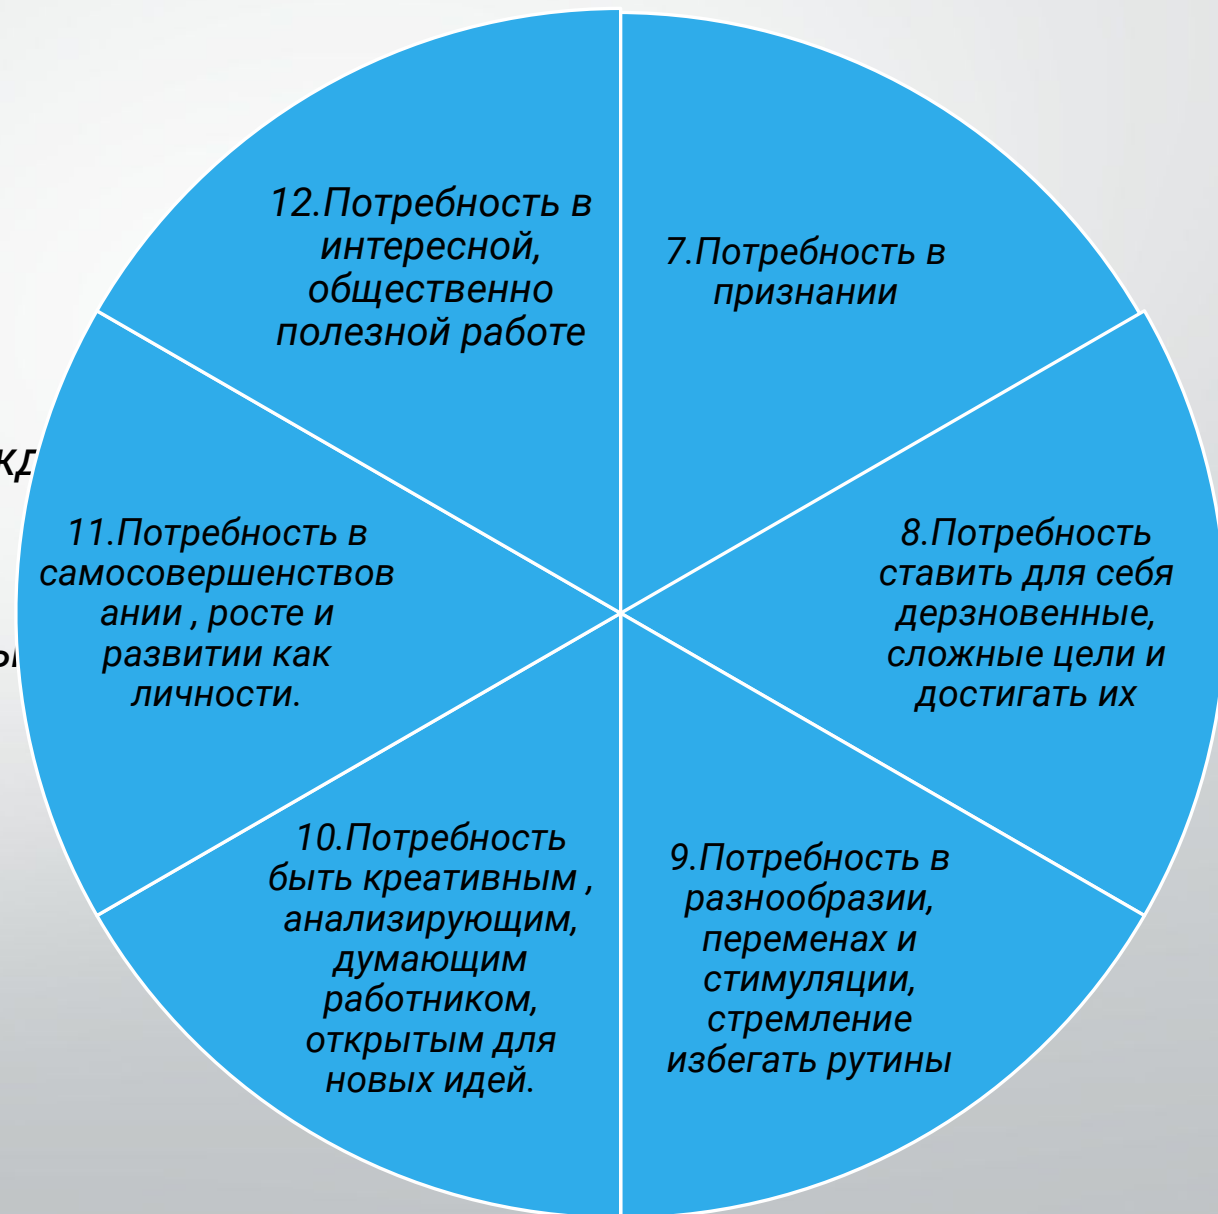 12.Потребность в
интересной,
общественно
полезной работе
7.Потребность в
признании
8.Потребность
ставить для себя
дерзновенные,
сложные цели и
достигать их
9.Потребность в
разнообразии,
переменах и
стимуляции,
стремление
избегать рутины
10.Потребность
быть креативным ,
анализирующим,
думающим
работником,
открытым для
новых идей.
11.Потребность в
самосовершенствов
ании , росте и
развитии как
личности.